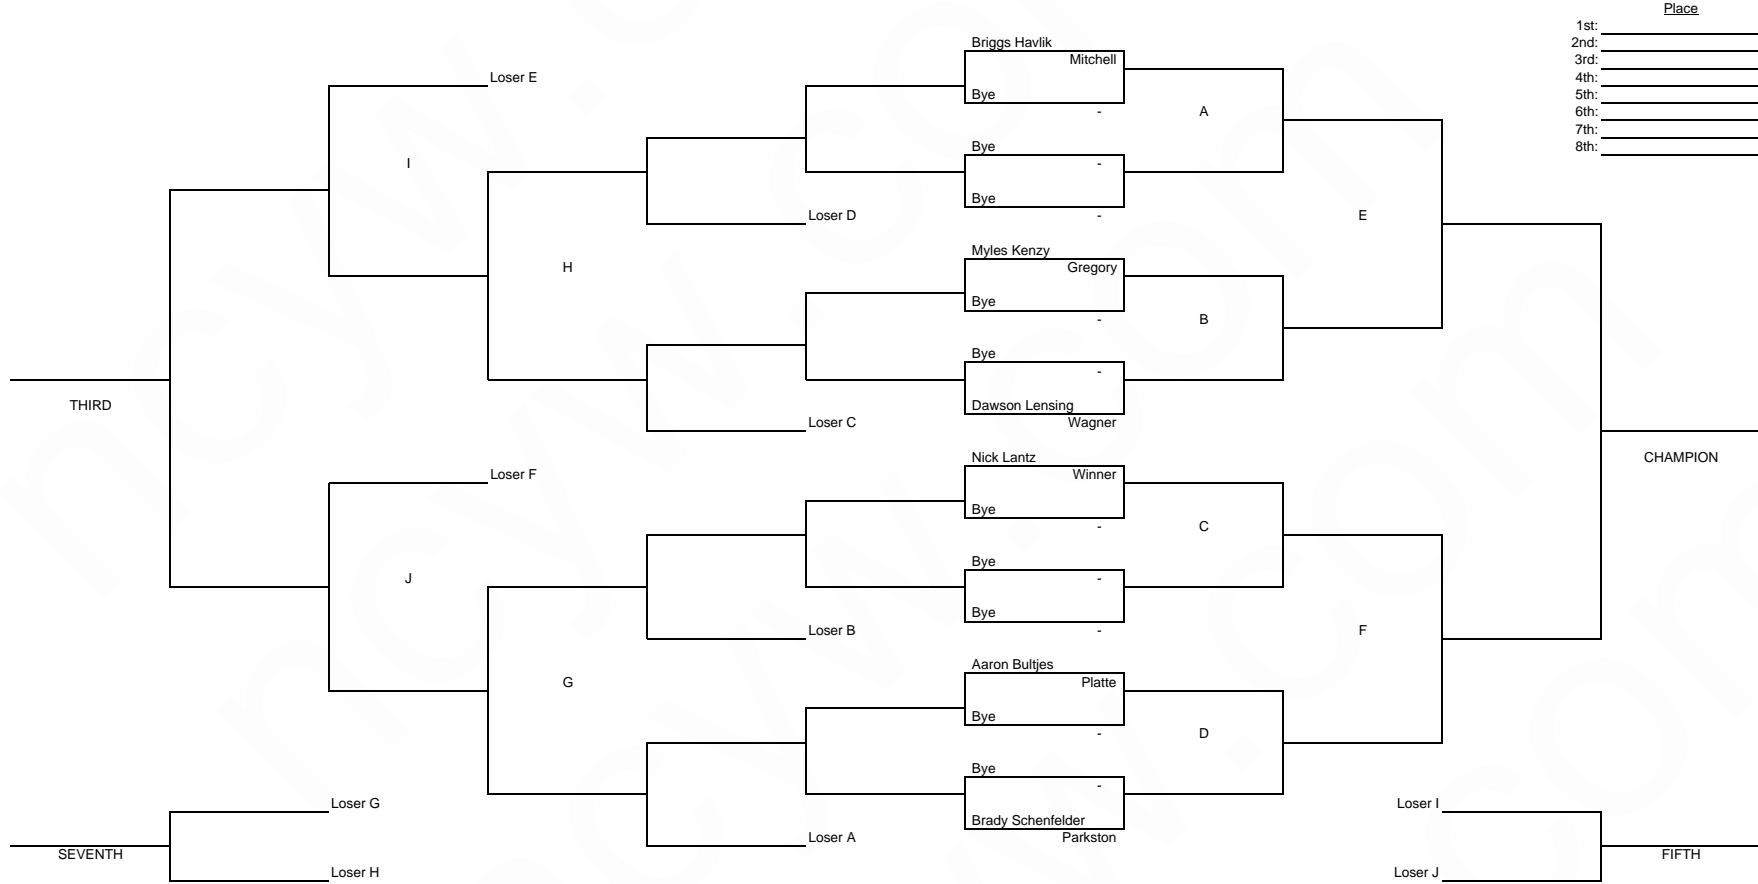 Place
1st:
2nd:
3rd:
4th:
5th:
6th:
7th:
8th:
Briggs Havlik
Mitchell
Loser E
Bye
-
A
I
Bye
-
Bye
-
Loser D
E
Myles Kenzy
Gregory
H
Bye
-
B
Bye
-
Dawson Lensing
Wagner
THIRD
Loser C
Nick Lantz
Winner
CHAMPION
Loser F
Bye
-
C
Bye
-
J
Bye
-
Loser B
F
Aaron Bultjes
Platte
G
Bye
-
D
Bye
-
Brady Schenfelder
Parkston
Loser G
Loser I
Loser A
SEVENTH
FIFTH
Loser H
Loser J